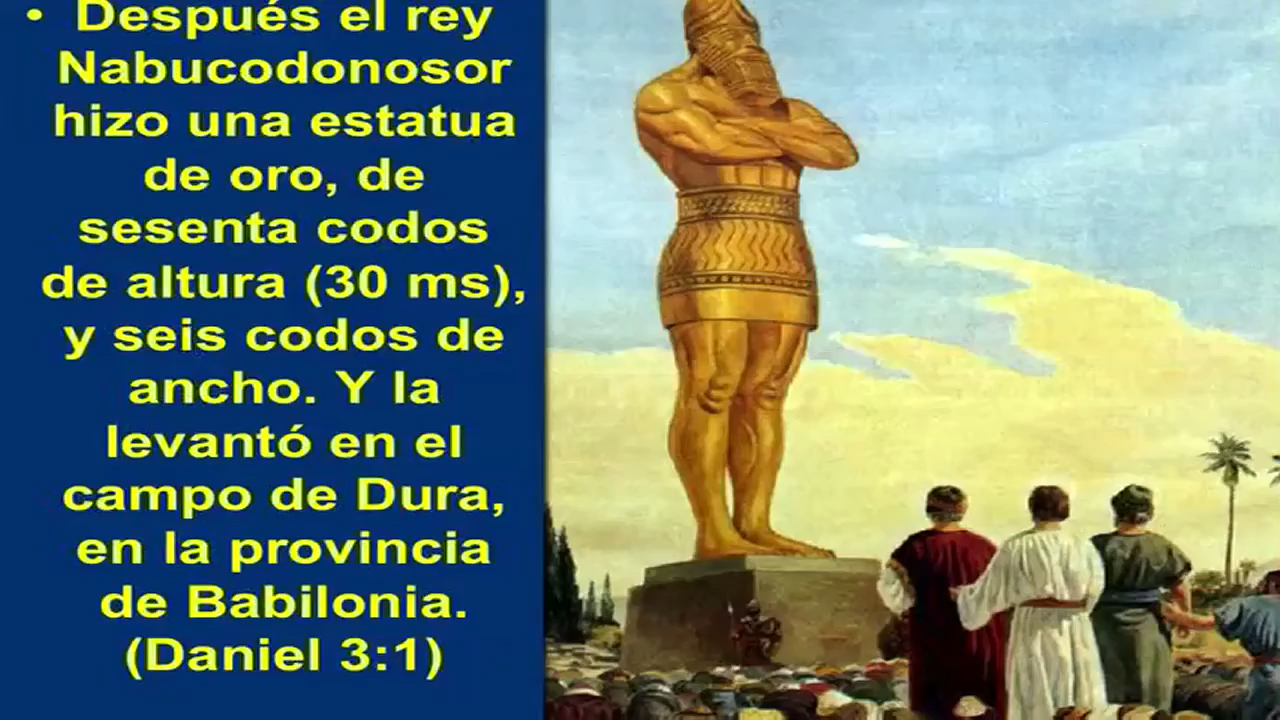 • Después el rey
Nabucodonosor
hizo una estatua
de oro, de
sesenta codos
de altura (30 ms),
y seis codos de
ancho. Y la
levantó en el
campo de Dura,
en la provincia
de Babilonia.
(Daniel 3:1)